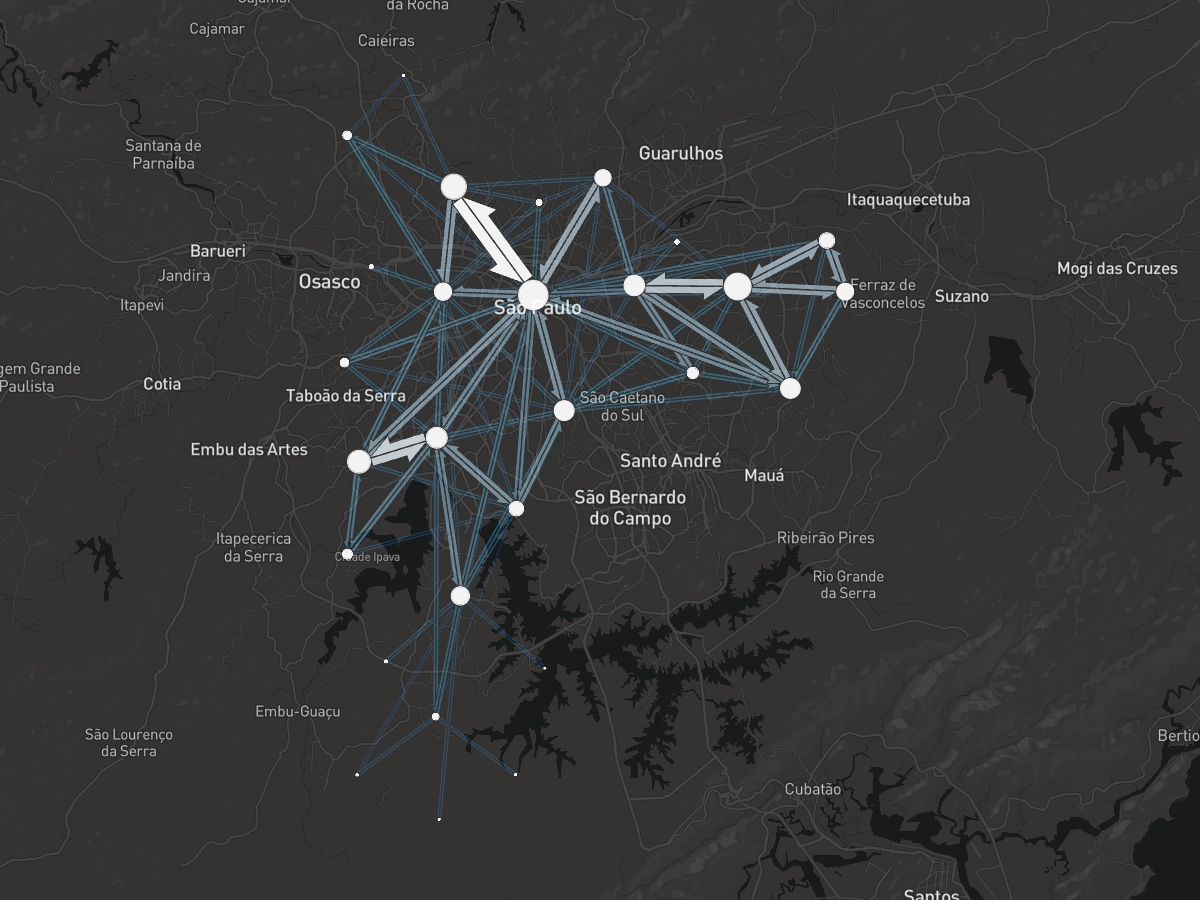 Cajamar
da Rocha
Cajamar
Caieiras
Santana de
Parnaíba
Guarulhos
Itaquaquecetuba
Barueri
Jandira
Osasco
Itapevi
São Paulo
Ferraz de
Vasconcelos
Suzano
Mogi das Cruzes
gem Grande
Paulista
Cotia
Taboão da Serra
São Caetano
do Sul
Embu das Artes
Santo André
Mauá
São Bernardo
do Campo
Itapecerica
da Serra
Cidade Ipava
Ribeirão Pires
Rio Grande
da Serra
Embu-Guaçu
São Lourenço
da Serra
Bertio
Cubatão
Santos